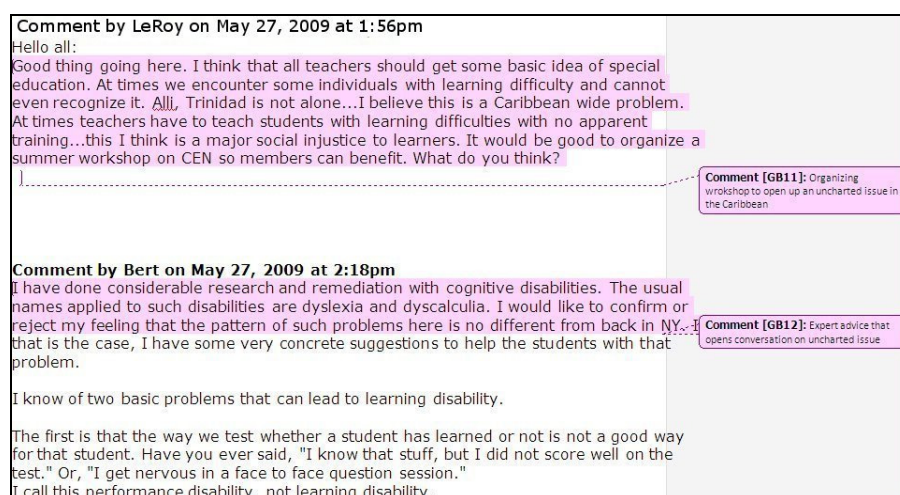 Comment by LeRoy on May 27, 2009 at 1:56pm
Hello all:
Good thing going here. I think that all teachers should get some basic idea of special
education. At times we encounter some individuals with learning difficulty and cannot
even recognize it. Alli, Trinidad is not alone...I believe this is a Caribbean wide problem.
At times teachers have to teach students with learning difficulties with no apparent
training...this I think is a major social injustice to learners. It would be good to organize a
summer workshop on CEN so members can benefit. What do you think?
Comment [GB11]: Organizing
wrokshop to open up an uncharted issue in
the Caribbean
Comment by Bert on May 27, 2009 at 2:18pm
I have done considerable research and remediation with cognitive disabilities. The usual
names applied to such disabilities are dyslexia and dyscalculia. I would like to confirm or
reject my feeling that the pattern of such problems here is no different from back in NY.
that is the case, I have some very concrete suggestions to help the students with that
problem.
Comment [GB12]: Expert advice that
opens conversation on uncharted issue
I know of two basic problems that can lead to learning disability.
The first is that the way we test whether a student has learned or not is not a good way
for that student. Have you ever said, "I know that stuff, but I did not score well on the
test." Or, "I get nervous in a face to face question session."
I call this performance disability, not learning disability.